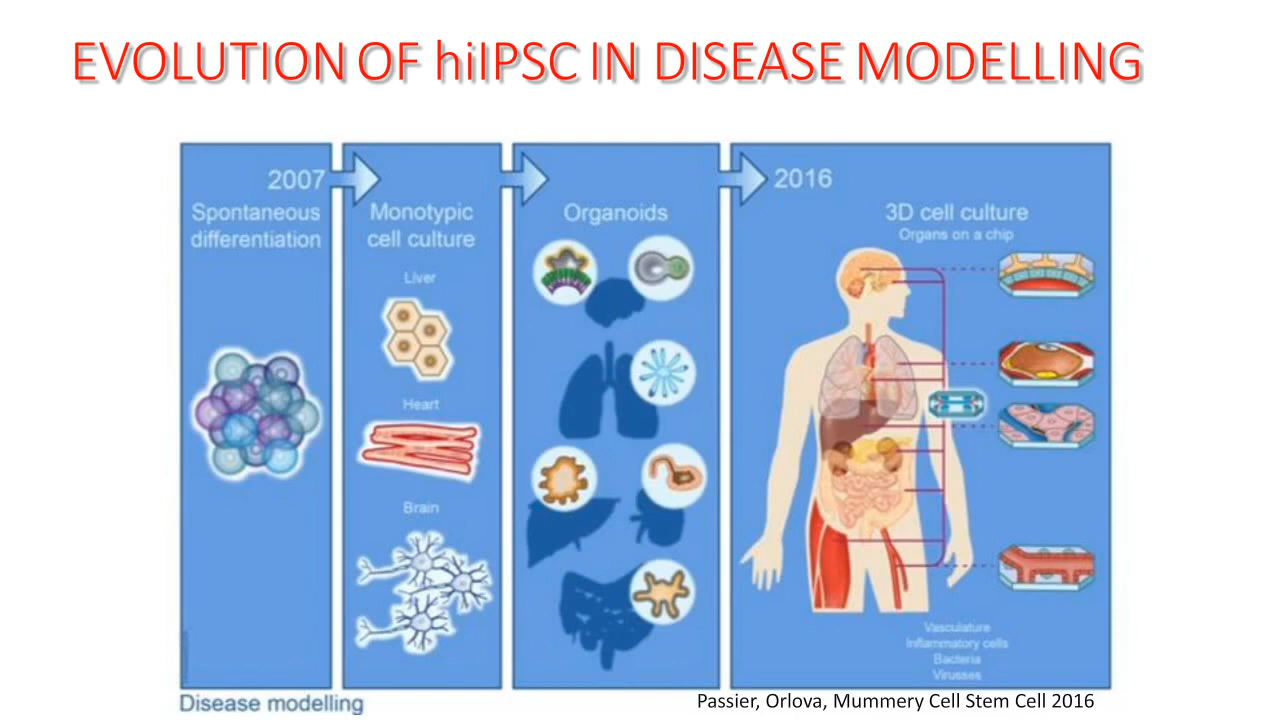 EVOLUTION OF hiIPSC IN DISEASE MODELLING
2007
Spontaneous
differentiation
Monotypic
cell culture
Liver
Heart
Brain
Organoids
2016
3D cell culture
Organs on a chip
Vasculature
Inflammatory cells
Bacteria
Virusses
Disease modelling
Passier, Orlova, Mummery Cell Stem Cell 2016